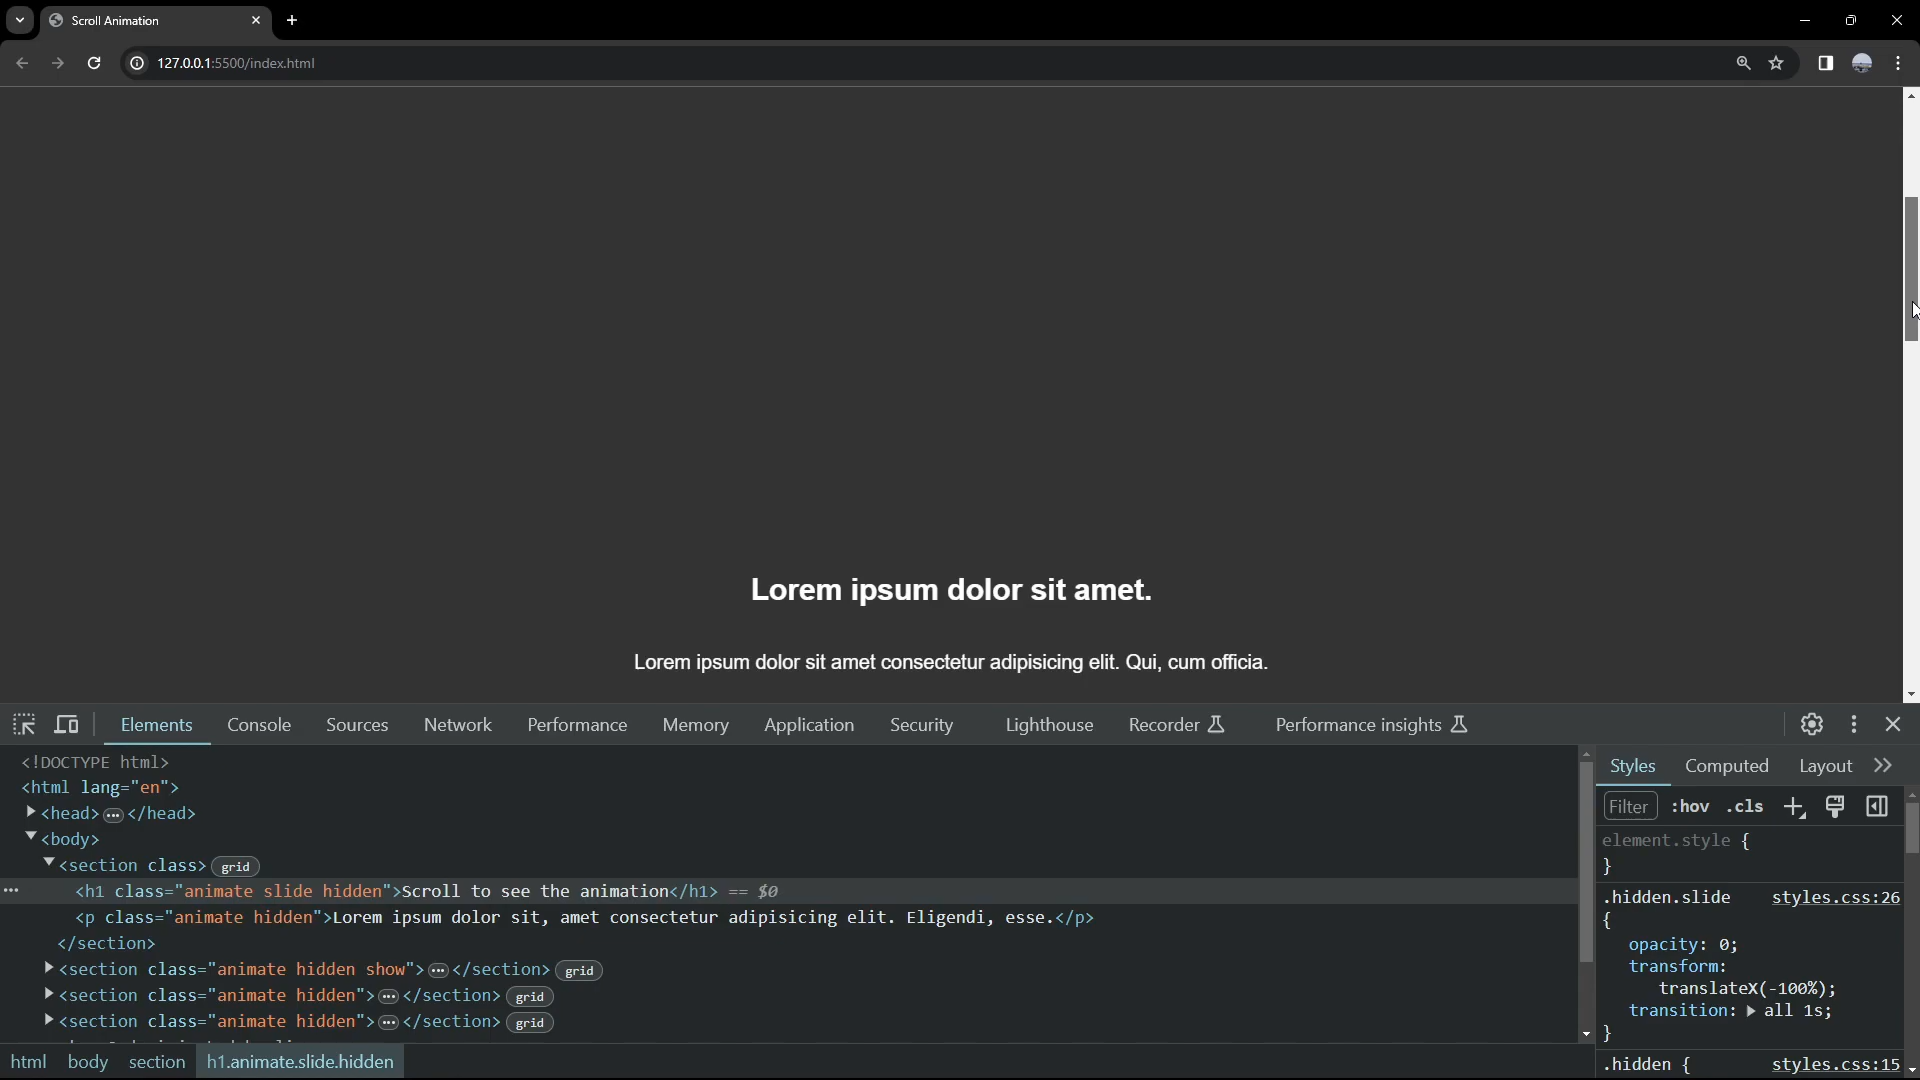 Scroll Animation
127.0.0.1:5500/index.html
Lorem ipsum dolor sit amet.
Lorem ipsum dolor sit amet consectetur adipisicing elit. Qui, cum officia.
Elements Console Sources Network Performance Memory Application Security Lighthouse Recorder Performance insights
<!DOCTYPE html>
<html lang="en">
<head> ... </head>
<body>
<section class> grid
<h1 class="animate slide hidden">Scroll to see the animation</h1> == $0
<p class="animate hidden">Lorem ipsum dolor sit, amet consectetur adipisicing elit. Eligendi, esse.</p>
</section>
<section class="animate hidden show"> ... </section> grid
<section class="animate hidden"> ... </section> grid
<section class="animate hidden"> ... </section> grid
html body section h1.animate.slide.hidden
Styles Computed Layout
Filter :hov .cls
element.style {
}
.hidden.slide styles.css:26
{
opacity: 0;
transform:
translateX(-100%);
transition: all 1s;
}
.hidden { styles.css:15